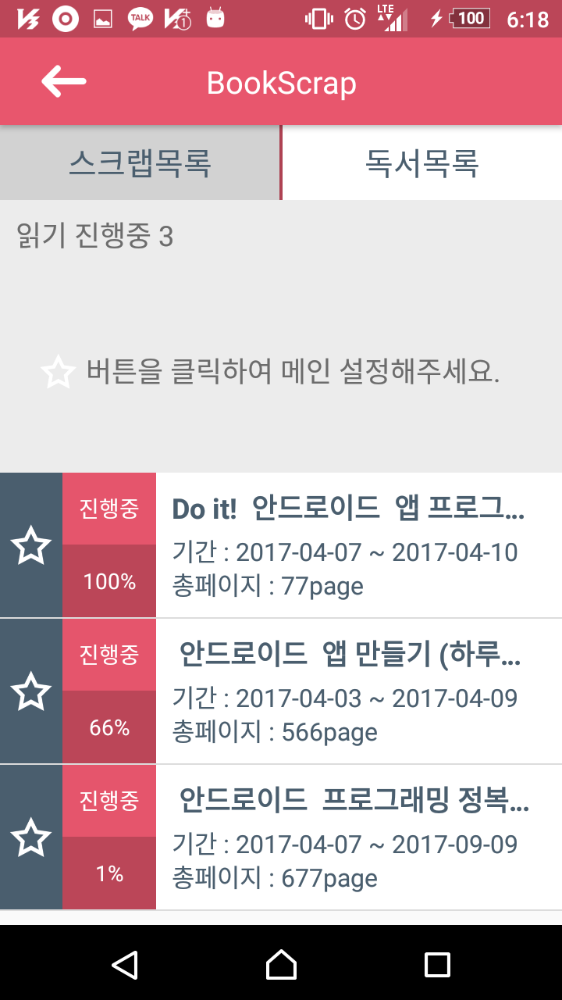 TALK 1 LTE 100 6:18
BookScrap
스크랩목록 독서목록
읽기 진행중 3
버튼을 클릭하여 메인 설정해주세요.
진행중 Do it! 안드로이드 앱 프로그...
기간 : 2017-04-07 ~ 2017-04-10
100% 총페이지 : 77page
진행중 안드로이드 앱 만들기 (하루...
기간 : 2017-04-03 ~ 2017-04-09
66% 총페이지 : 566page
진행중 안드로이드 프로그래밍 정복...
기간 : 2017-04-07 ~ 2017-09-09
1% 총페이지 : 677page